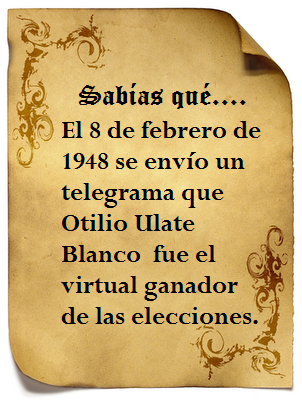 Sabías qué....
El 8 de febrero de
1948 se envío un
telegrama que
Otilio Ulate
Blanco fue el
virtual ganador
de las elecciones.